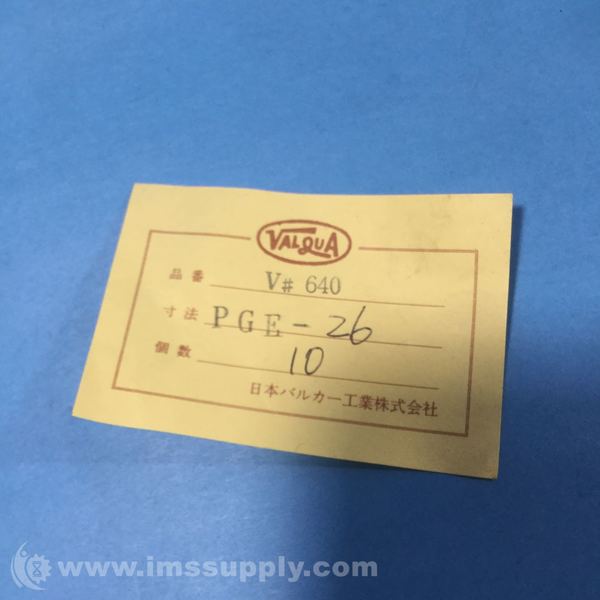 VALQUA
品番 V# 640
寸法 PGE-26
個数 10
日本バルカー工業株式会社
www.imssupply.com